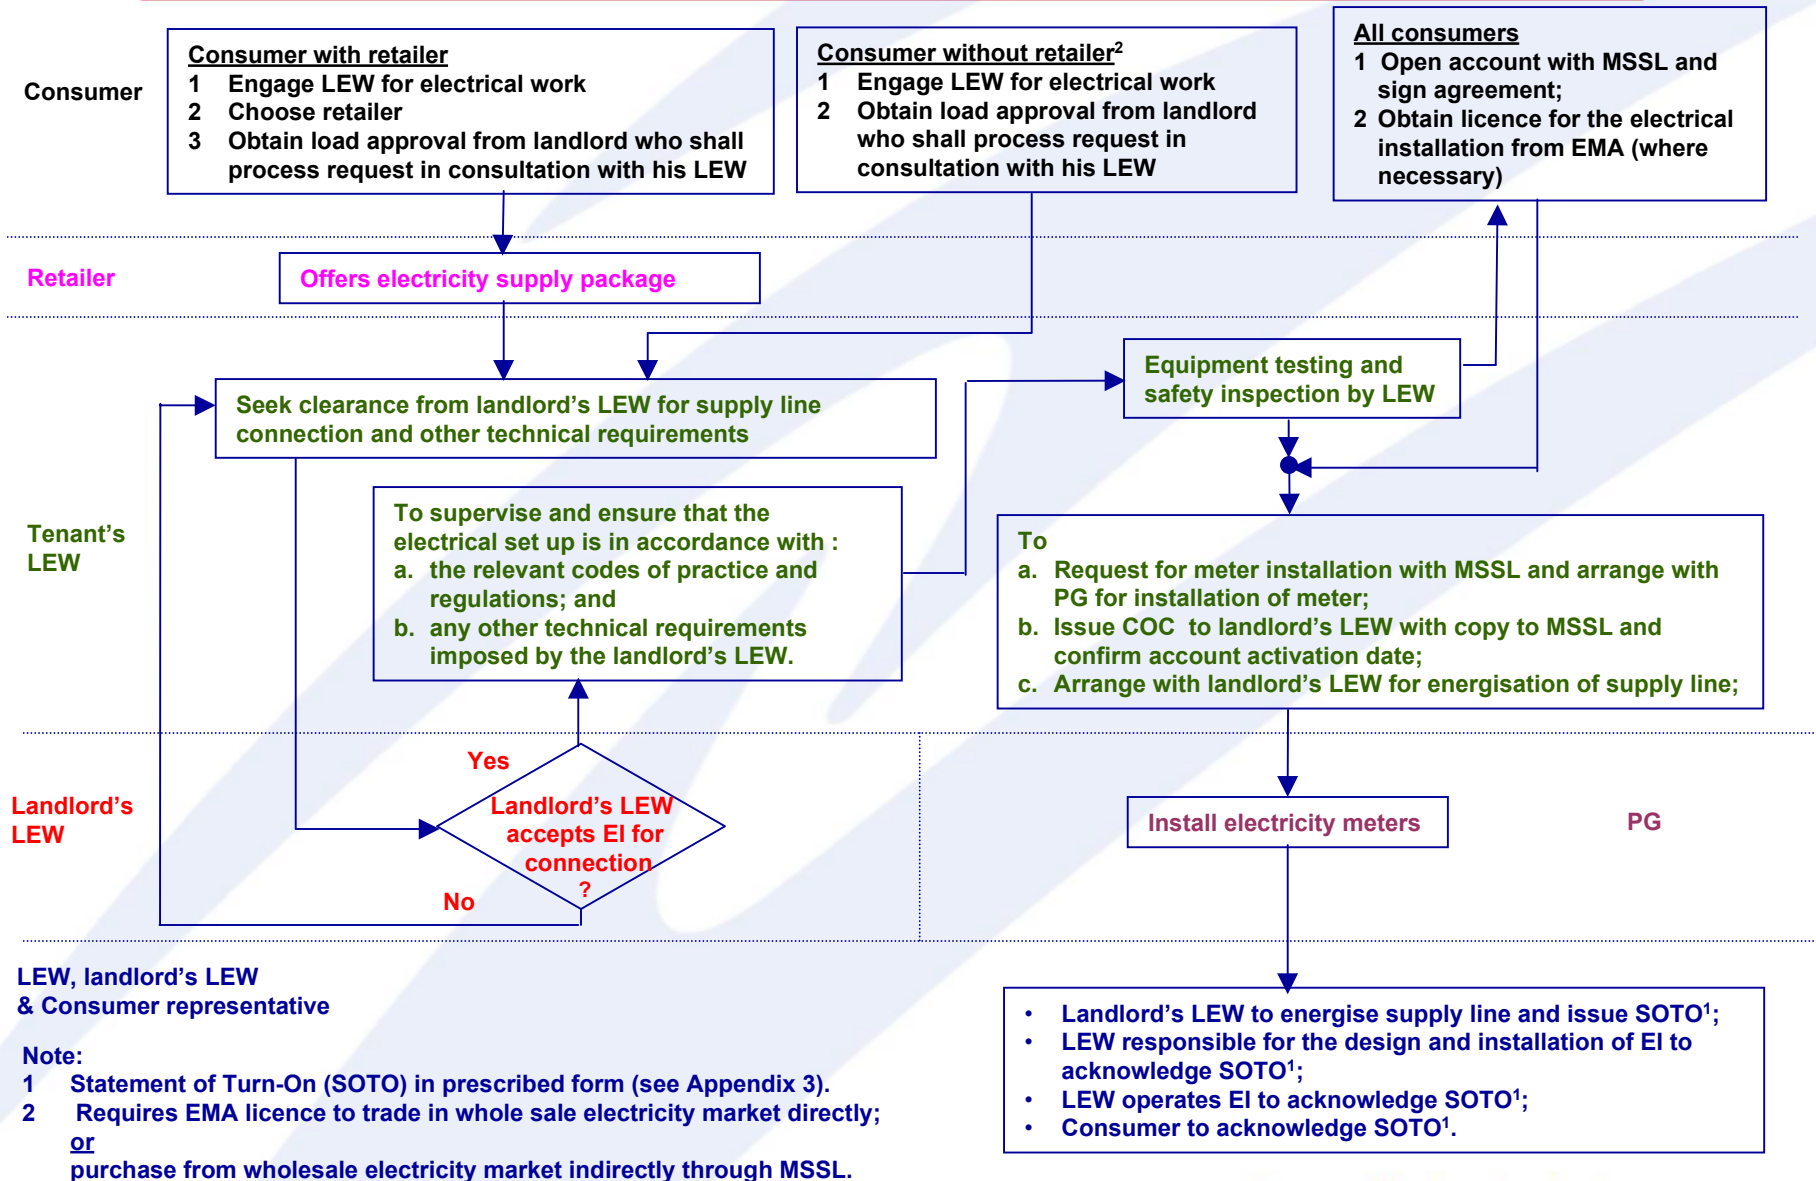 Consumer
Consumer with retailer
1 Engage LEW for electrical work
2 Choose retailer
3 Obtain load approval from landlord who shall
process request in consultation with his LEW
Consumer without retailer2
1 Engage LEW for electrical work
2 Obtain load approval from landlord
who shall process request in
consultation with his LEW
All consumers
1 Open account with MSSL and
sign agreement;
2 Obtain licence for the electrical
installation from EMA (where
necessary)
Retailer
Offers electricity supply package
Tenant's
LEW
Seek clearance from landlord's LEW for supply line
connection and other technical requirements
To supervise and ensure that the
electrical set up is in accordance with :
a. the relevant codes of practice and
regulations; and
b. any other technical requirements
imposed by the landlord's LEW.
Equipment testing and
safety inspection by LEW
To
a. Request for meter installation with MSSL and arrange with
PG for installation of meter;
b. Issue COC to landlord's LEW with copy to MSSL and
confirm account activation date;
c. Arrange with landlord's LEW for energisation of supply line;
Landlord's
LEW
Yes
Landlord's LEW
accepts EI for
connection
?
No
Install electricity meters
PG
LEW, landlord's LEW
& Consumer representative
• Landlord's LEW to energise supply line and issue SOTO1;
• LEW responsible for the design and installation of EI to
acknowledge SOTO1;
• LEW operates EI to acknowledge SOTO1;
• Consumer to acknowledge SOTO1.
Note:
1 Statement of Turn-On (SOTO) in prescribed form (see Appendix 3).
2 Requires EMA licence to trade in whole sale electricity market directly;
or
purchase from wholesale electricity market indirectly through MSSL.